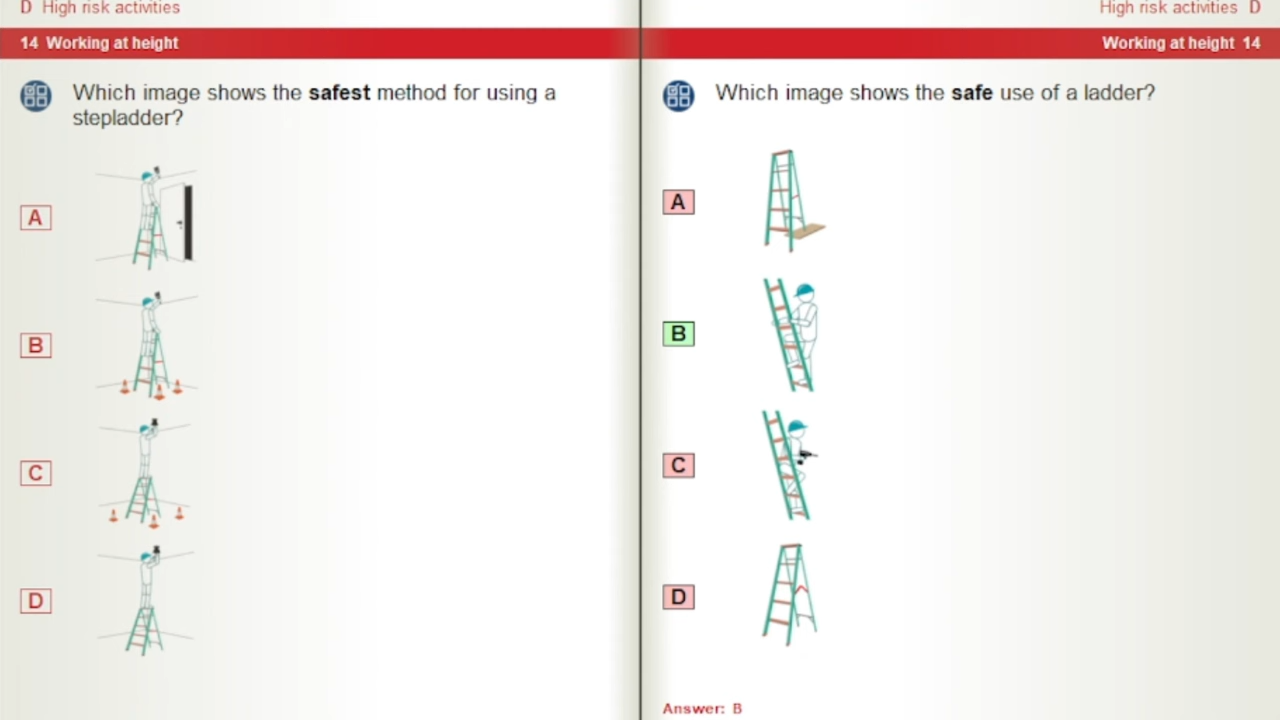 D High risk activities
14 Working at height
Which image shows the safest method for using a
stepladder?
A
B
C
D
High risk activities D
Working at height 14
Which image shows the safe use of a ladder?
A
B
C
D
Answer: B